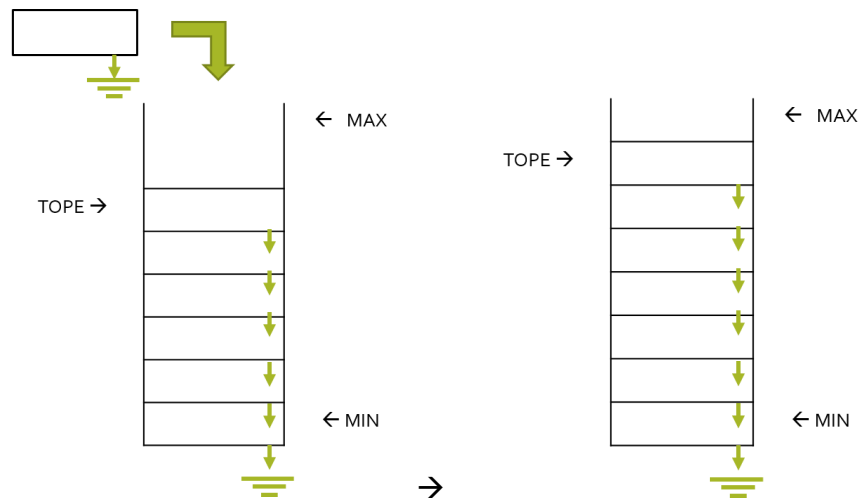 ← MAX
TOPE →
← MIN
→
← MAX
TOPE →
← MIN